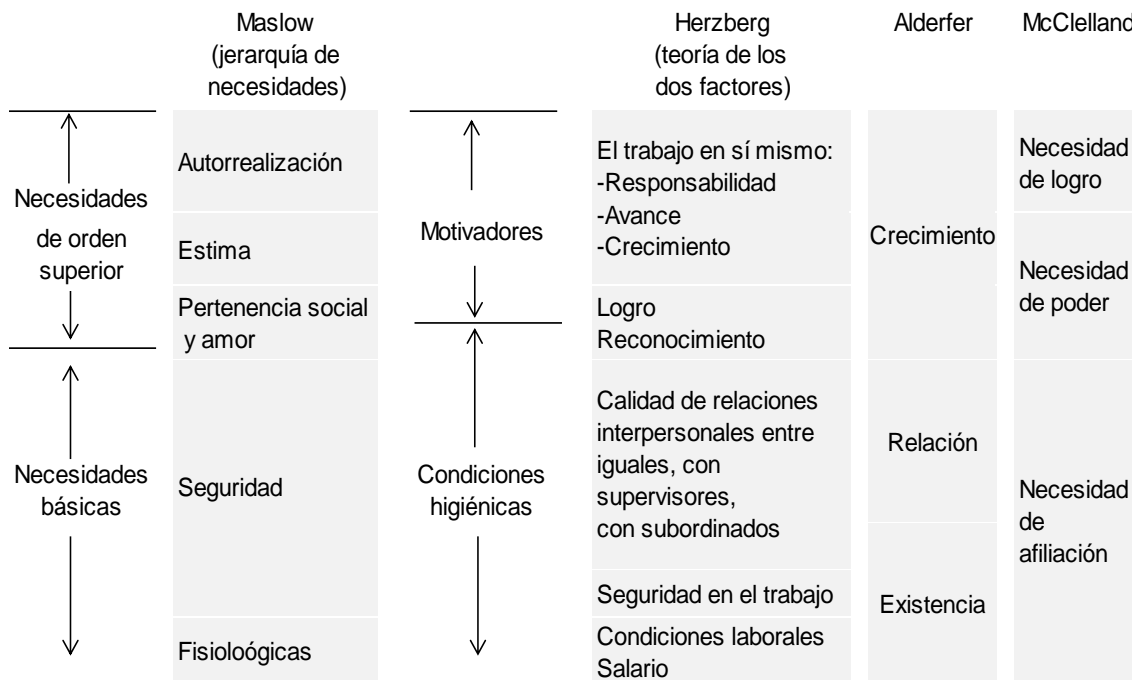 Maslow
(jerarquía de
necesidades)
Herzberg
(teoría de los
dos factores)
Alderfer
McClelland
Necesidades
de orden
superior
Necesidades
básicas
Autorrealización
Estima
Pertenencia social
y amor
Seguridad
Fisioloógicas
Motivadores
Condiciones
higiénicas
El trabajo en sí mismo:
-Responsabilidad
-Avance
-Crecimiento
Logro
Reconocimiento
Calidad de relaciones
interpersonales entre
iguales, con
supervisores,
con subordinados
Seguridad en el trabajo
Condiciones laborales
Salario
Crecimiento
Relación
Existencia
Necesidad
de logro
Necesidad
de poder
Necesidad
de
afiliación